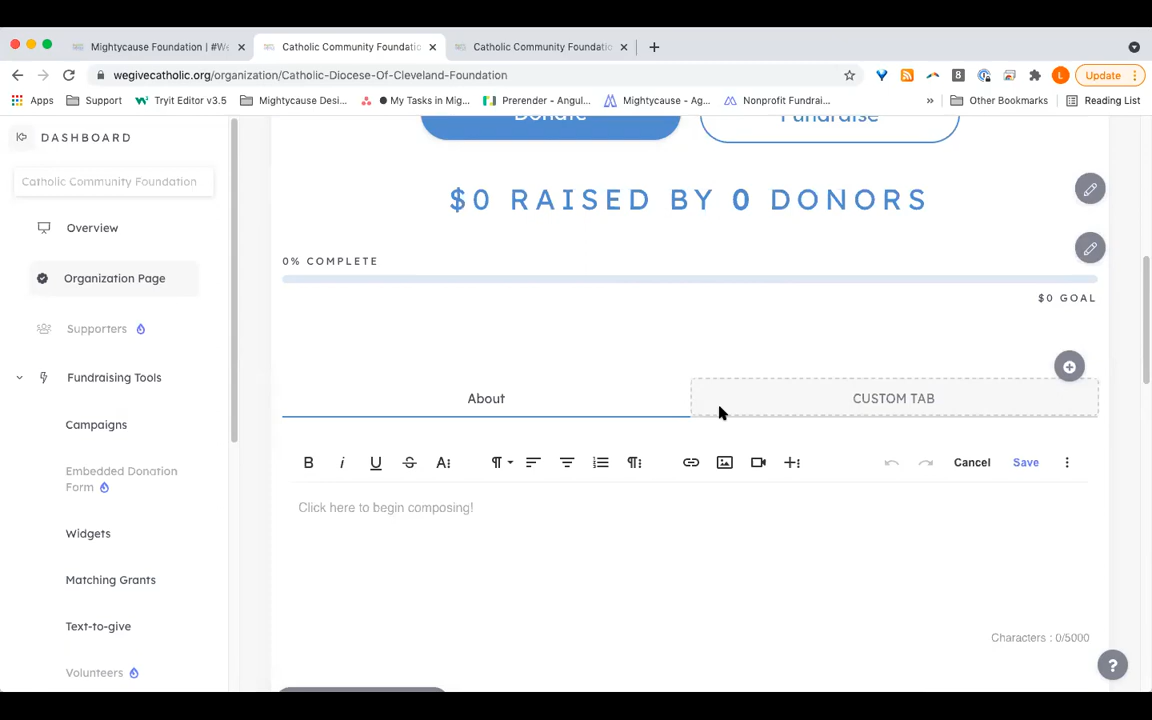 Mightycause Foundation | #We
Catholic Community Foundatio
Catholic Community Foundatio
wegivecatholic.org/organization/Catholic-Diocese-Of-Cleveland-Foundation
8
L
Update
Apps
Support
Tryit Editor v3.5
Mightycause Desi...
My Tasks in Mig...
Prerender - Angul...
Mightycause - Ag...
Nonprofit Fundrai...
»
Other Bookmarks
Reading List
DASHBOARD
Catholic Community Foundation
Overview
Organization Page
Supporters
Fundraising Tools
Campaigns
Embedded Donation
Form
Widgets
Matching Grants
Text-to-give
Volunteers
Donate
Fundraise
$0 RAISED BY 0 DONORS
0% COMPLETE
$0 GOAL
About
CUSTOM TAB
B i U S A ¶ ¶
Cancel
Save
Click here to begin composing!
Characters : 0/5000
?